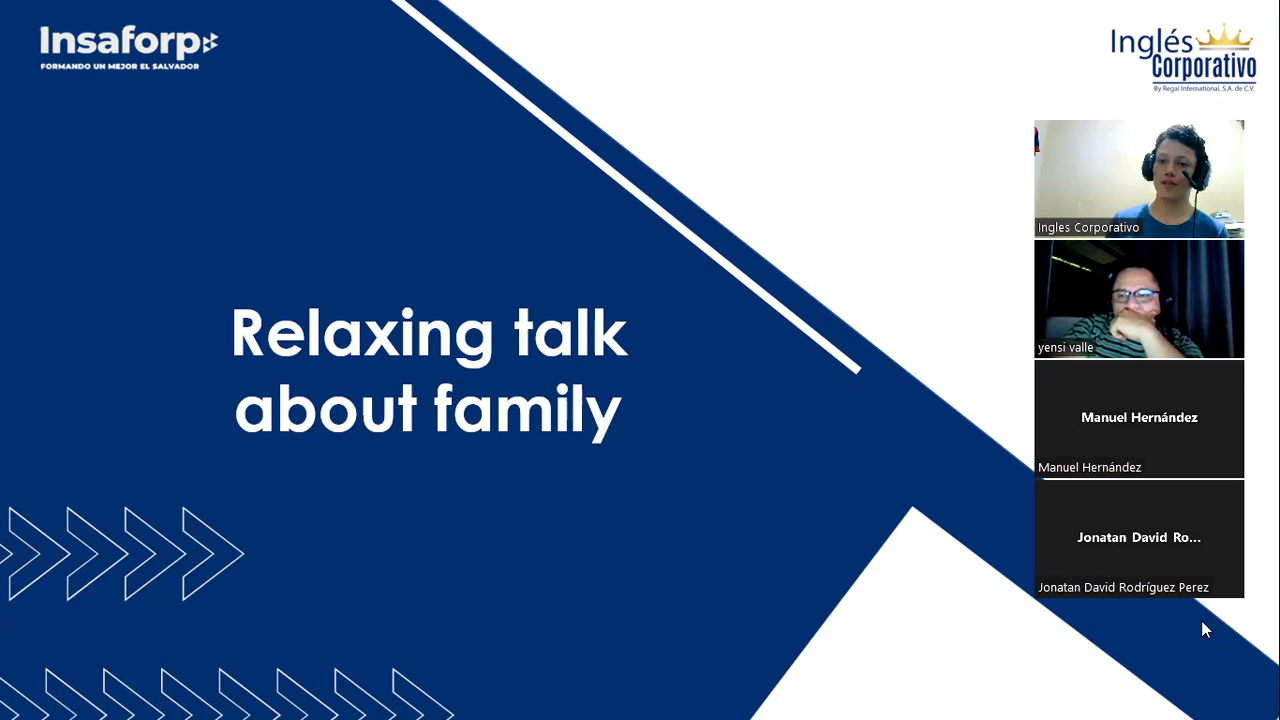 Insaforp
FORMANDO UN MEJOR EL SALVADOR
Inglés
Corporativo
By Regal International, S.A. de C.V.
Relaxing talk
about family
Ingles Corporativo
yensi valle
Manuel Hernández
Manuel Hernández
Jonatan David Ro...
Jonatan David Rodríguez Perez